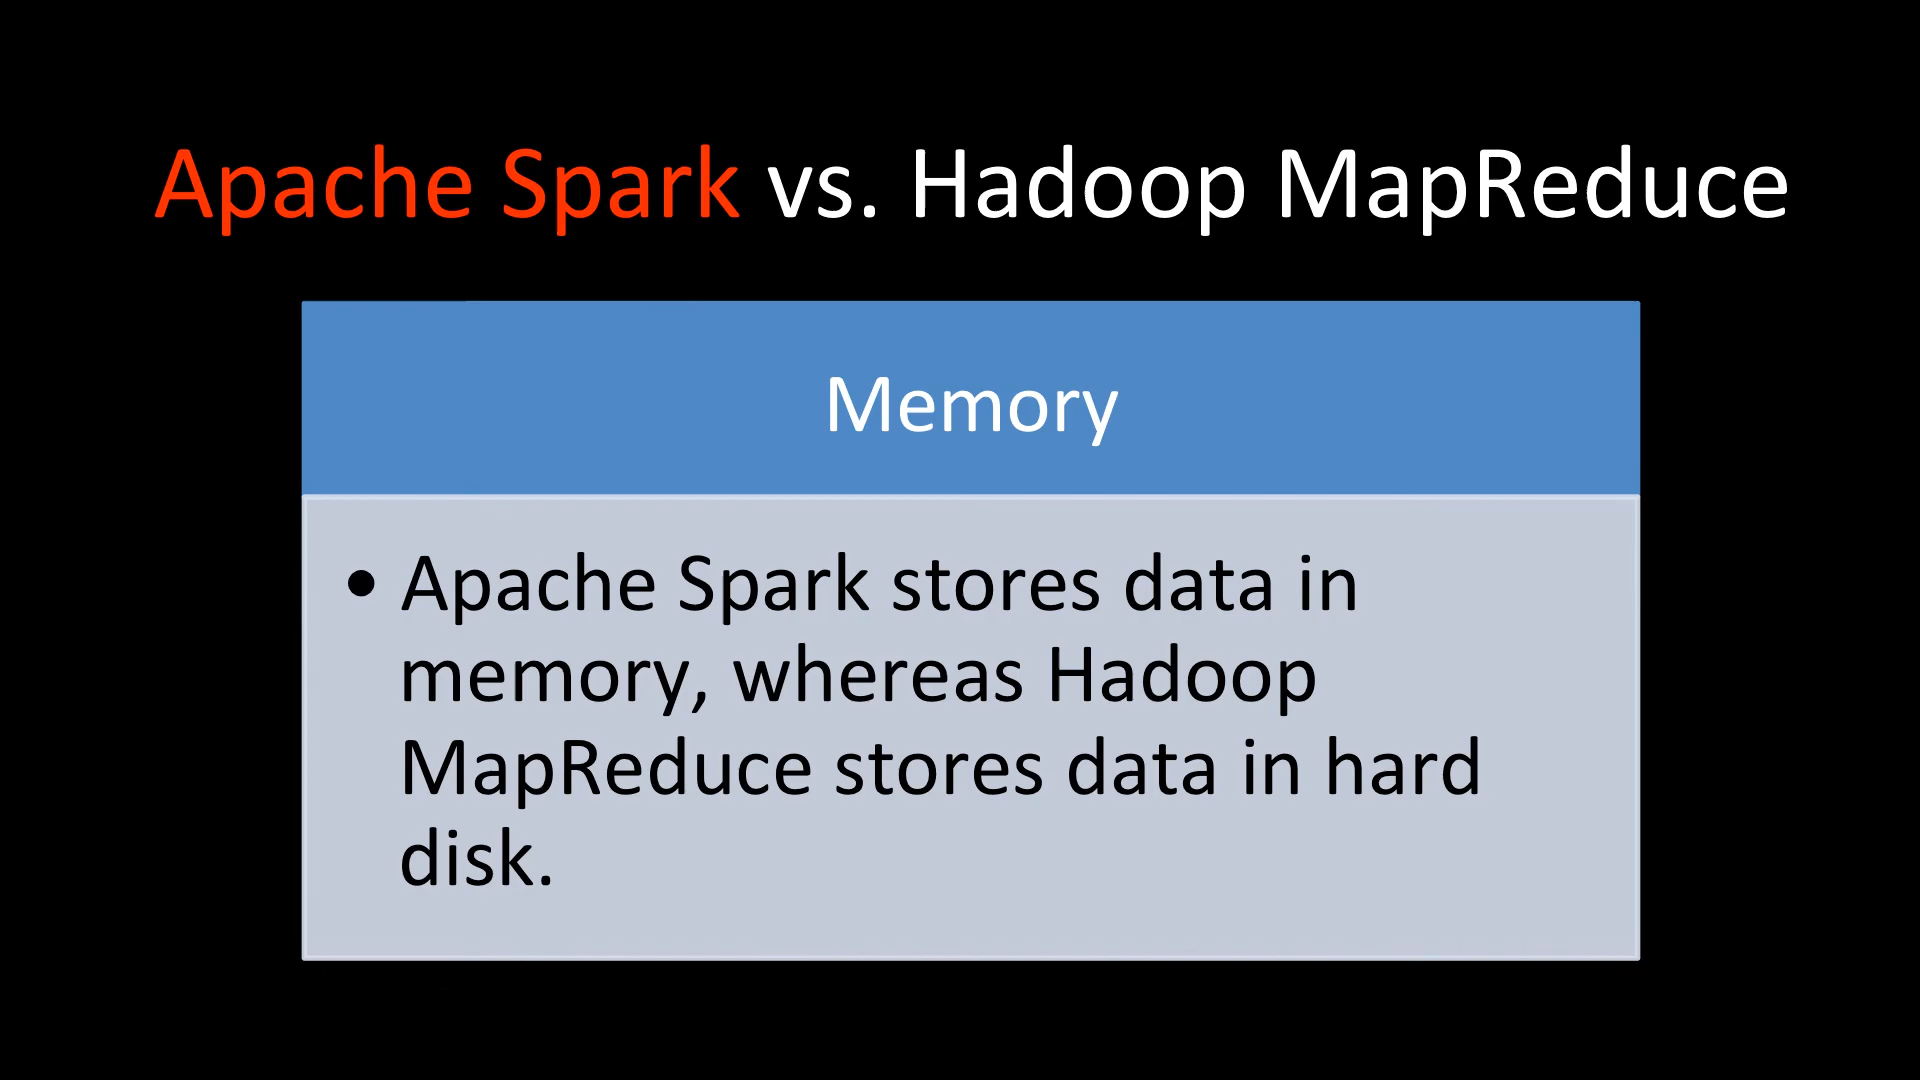 Apache Spark vs. Hadoop MapReduce
Memory
• Apache Spark stores data in
memory, whereas Hadoop
MapReduce stores data in hard
disk.